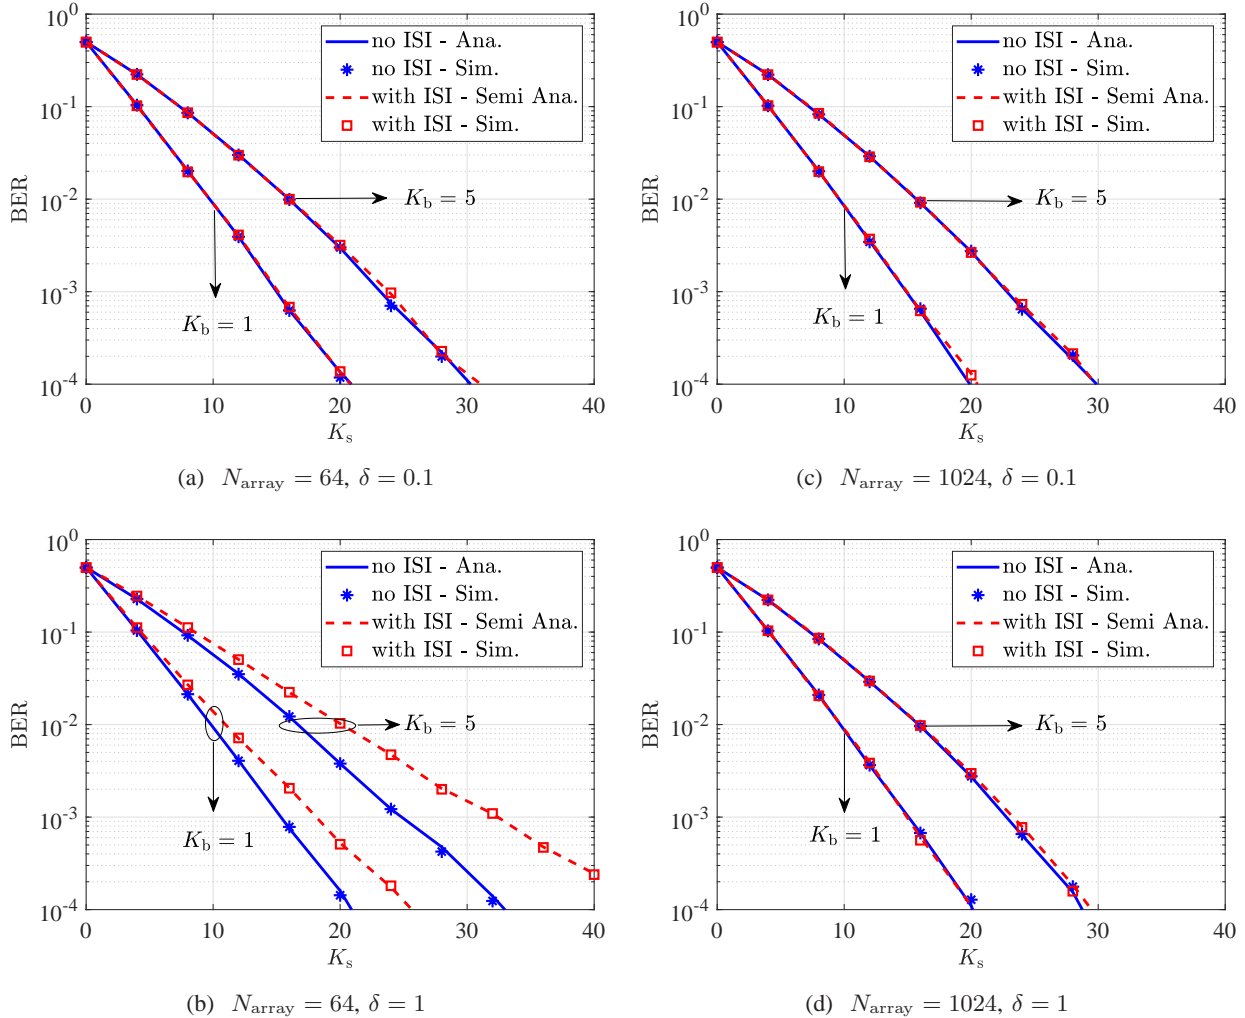 10^0
10^-1
10^-2
10^-3
10^-4
BER
0 10 20 30 40
K_s
no ISI - Ana.
no ISI - Sim.
with ISI - Semi Ana.
with ISI - Sim.
K_b = 5
K_b = 1
(a) N_array = 64, δ = 0.1
10^0
10^-1
10^-2
10^-3
10^-4
BER
0 10 20 30 40
K_s
no ISI - Ana.
no ISI - Sim.
with ISI - Semi Ana.
with ISI - Sim.
K_b = 5
K_b = 1
(c) N_array = 1024, δ = 0.1
10^0
10^-1
10^-2
10^-3
10^-4
BER
0 10 20 30 40
K_s
no ISI - Ana.
no ISI - Sim.
with ISI - Semi Ana.
with ISI - Sim.
K_b = 5
K_b = 1
(b) N_array = 64, δ = 1
10^0
10^-1
10^-2
10^-3
10^-4
BER
0 10 20 30 40
K_s
no ISI - Ana.
no ISI - Sim.
with ISI - Semi Ana.
with ISI - Sim.
K_b = 5
K_b = 1
(d) N_array = 1024, δ = 1